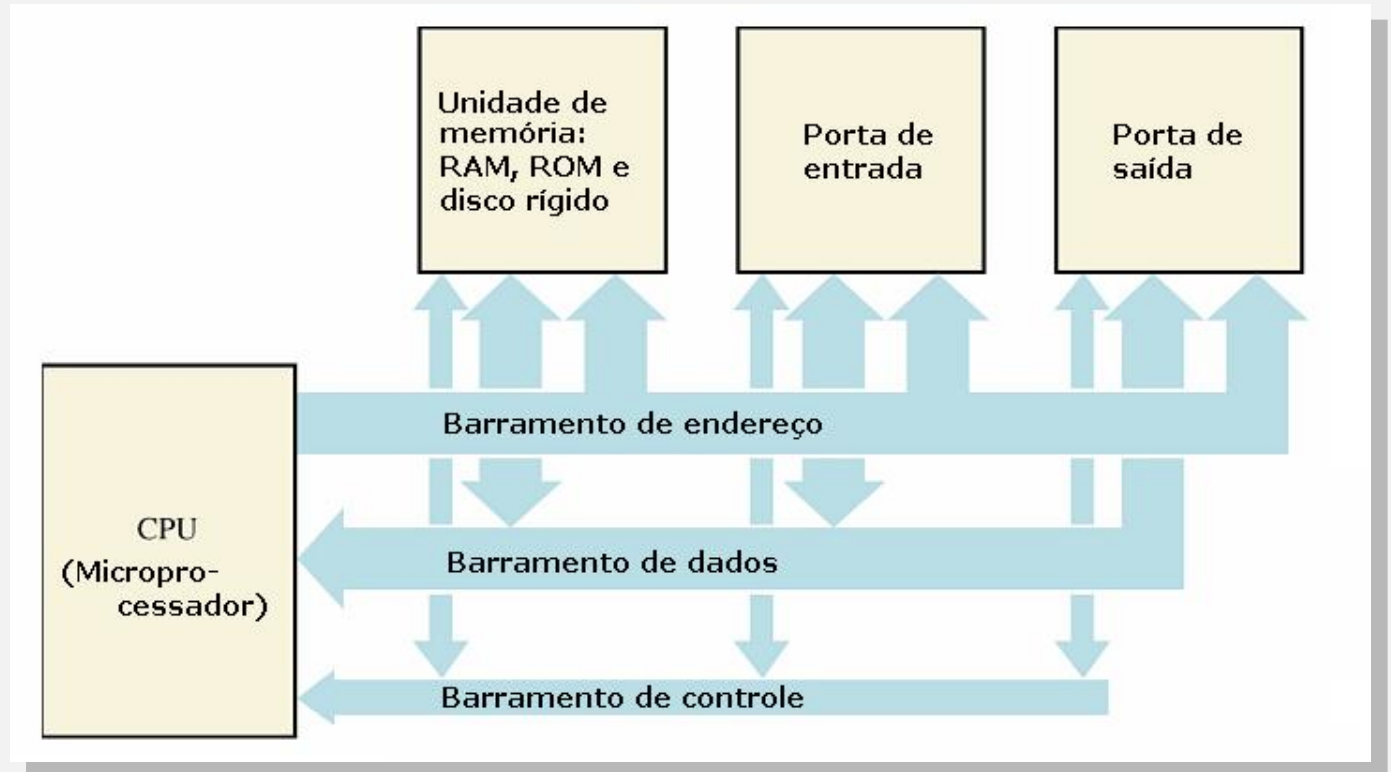 Unidade de
memória:
RAM, ROM e
disco rígido
Porta de
entrada
Porta de
saída
Barramento de endereço
CPU
(Micropro-
cessador)
Barramento de dados
Barramento de controle